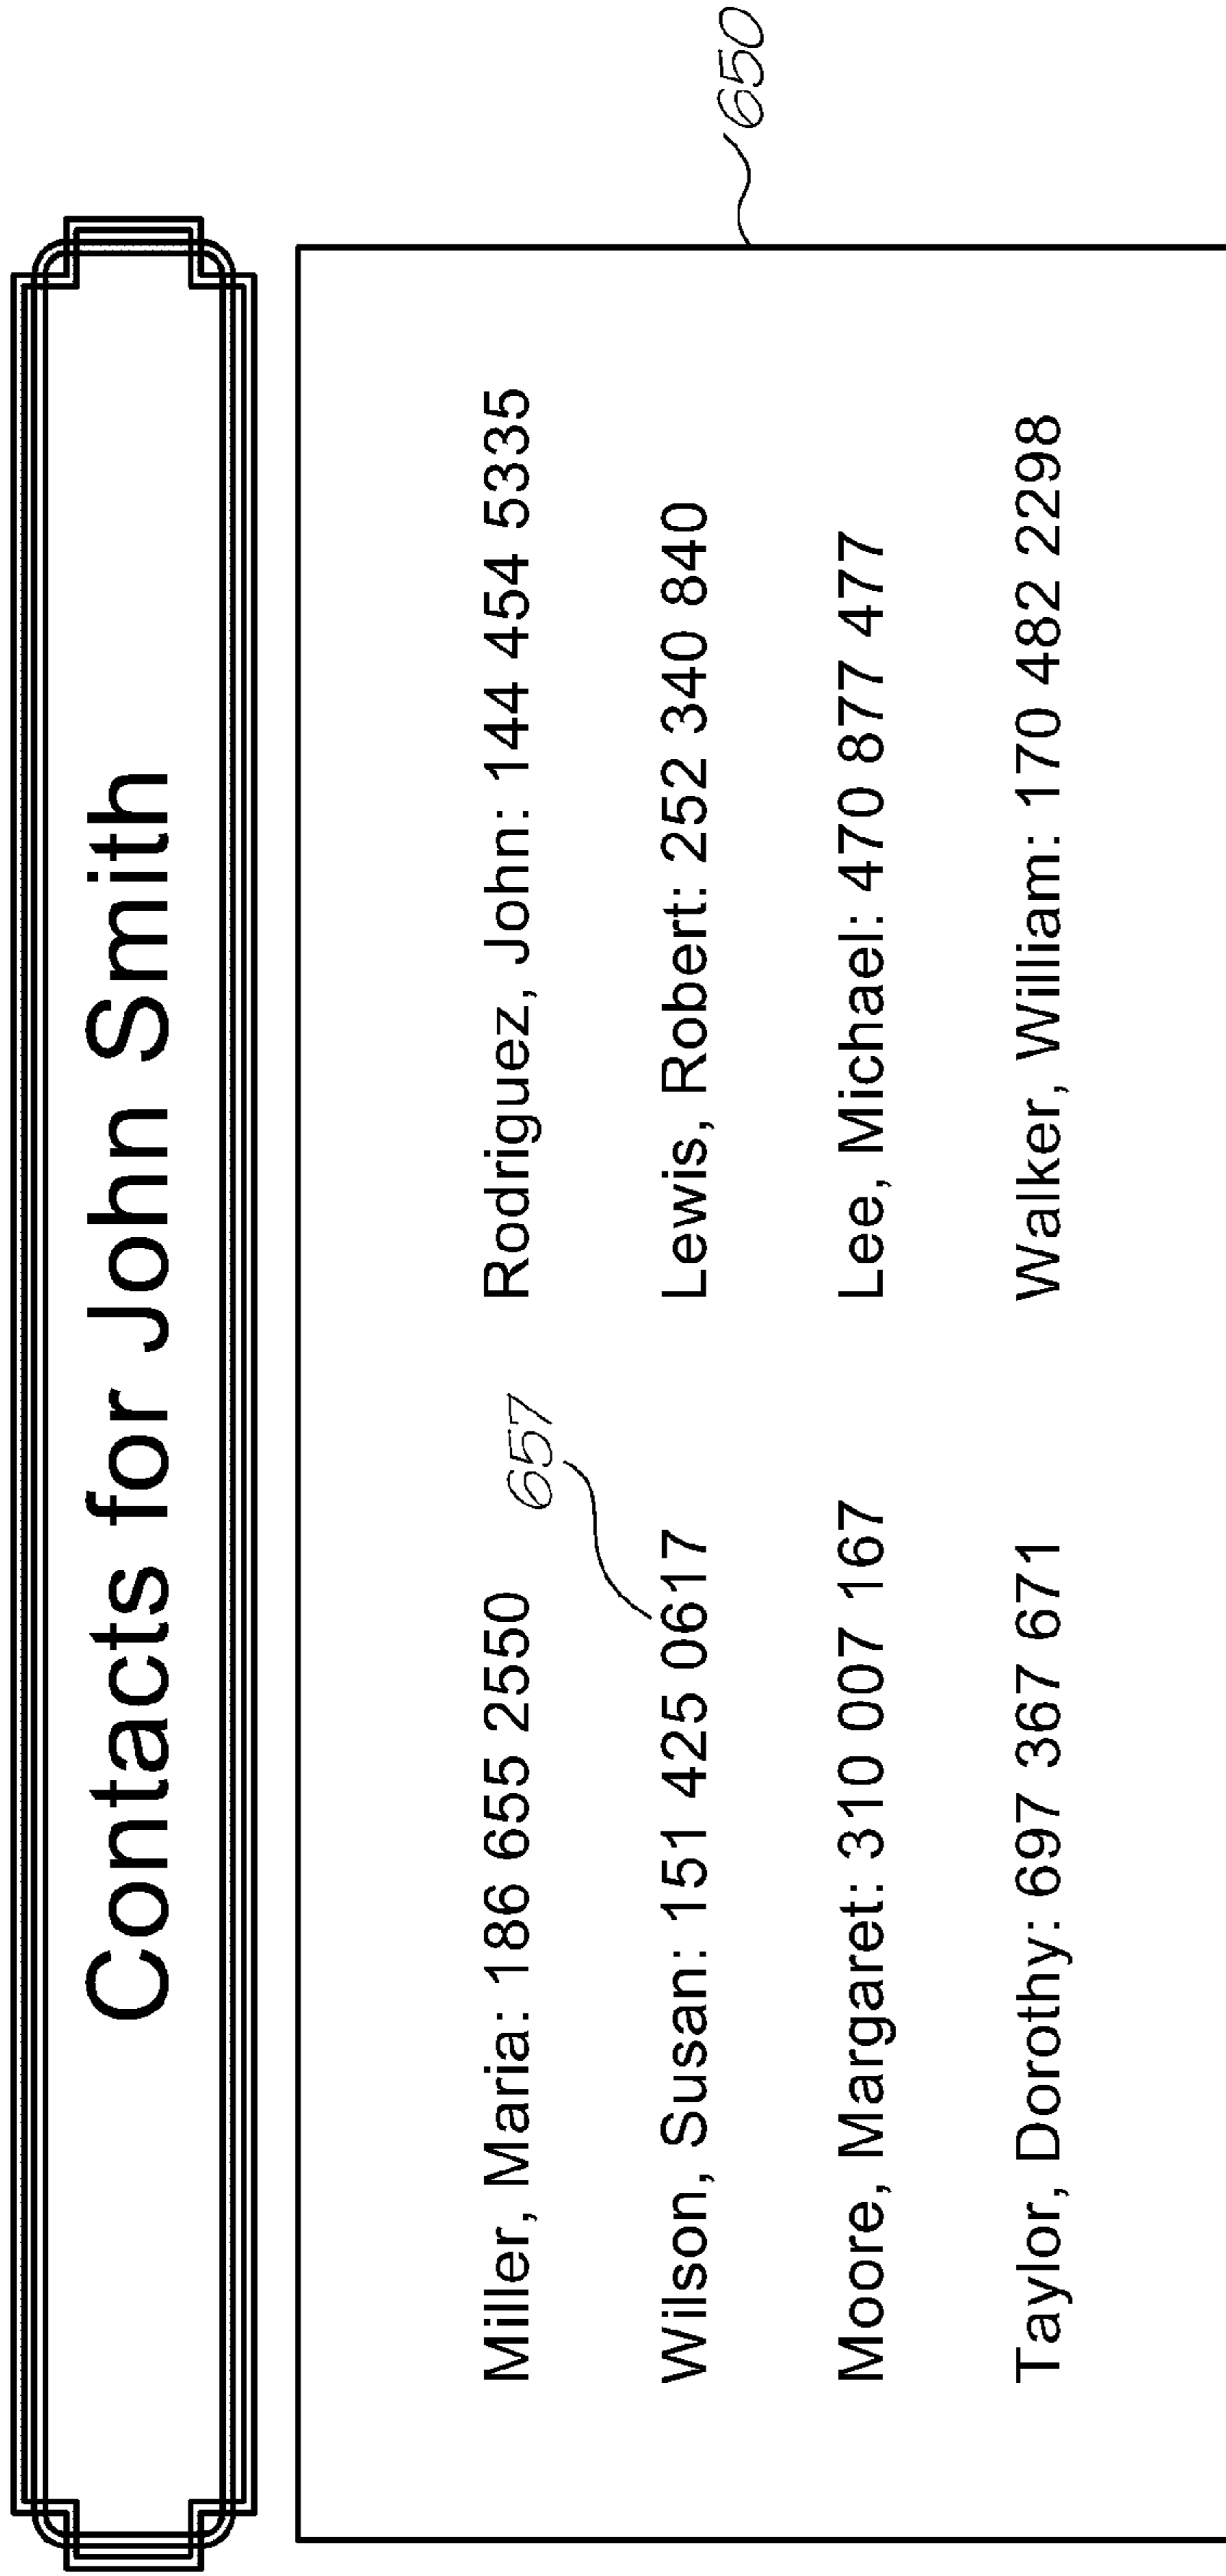 Contacts for John Smith
650
Miller, Maria: 186 655 2550
Rodriguez, John: 144 454 5335
657
Wilson, Susan: 151 425 0617
Lewis, Robert: 252 340 840
Moore, Margaret: 310 007 167
Lee, Michael: 470 877 477
Taylor, Dorothy: 697 367 671
Walker, William: 170 482 2298